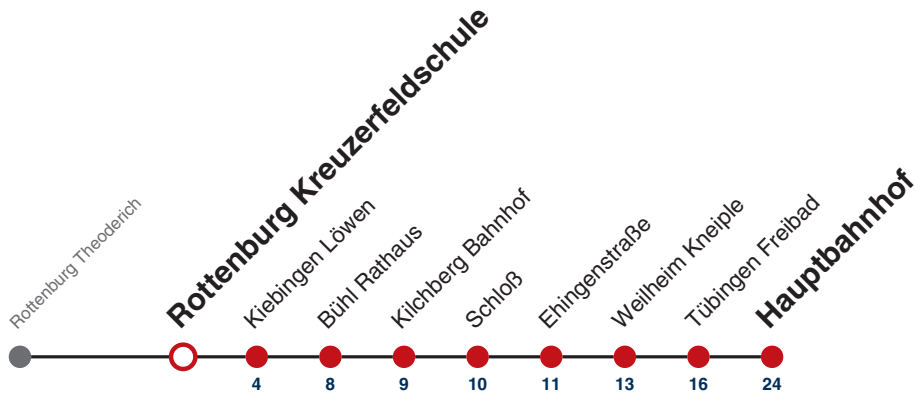 Rottenburg Theoderich
Rottenburg Kreuzerfeldschule
Kiebingen Löwen
Bühl Rathaus
Kilchberg Bahnhof
Schloß
Ehingenstraße
Weilheim Kneiple
Tübingen Freibad
Hauptbahnhof
4 8 9 10 11 13 16 24